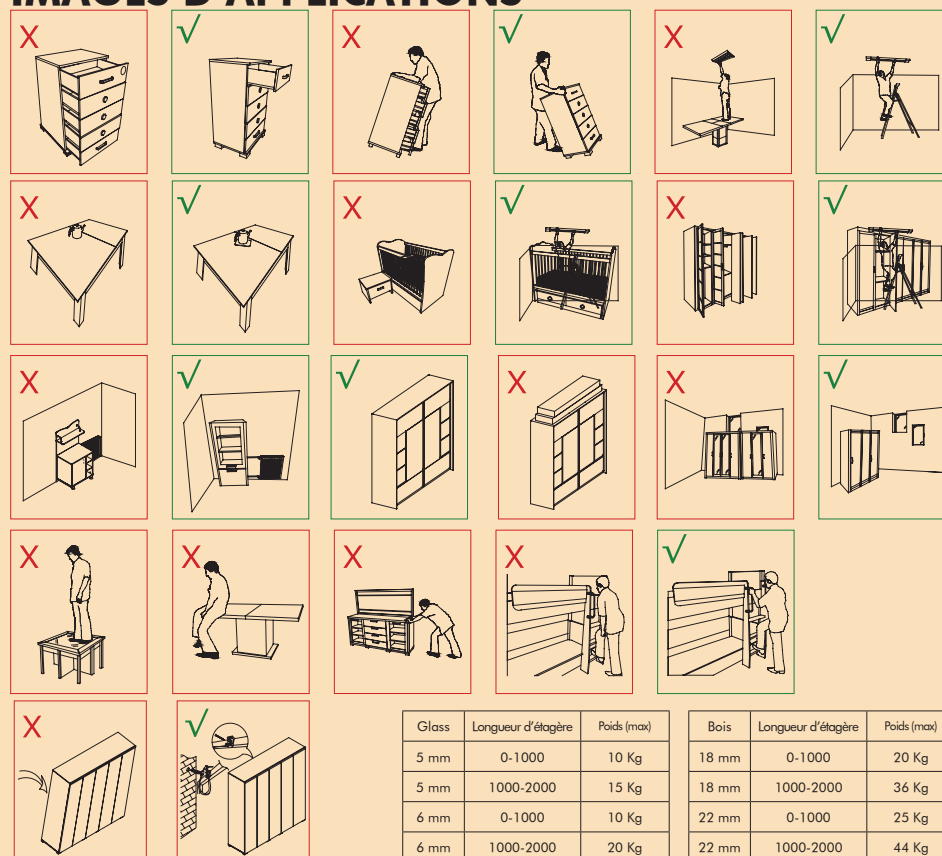 IMAGES D'APPLICATIONS
X √ X √ X √
X √ X √ X √
X √ √ X X √
X X X X √
X √
Glass Longueur d'étagère Poids (max)
5 mm 0-1000 10 Kg
5 mm 1000-2000 15 Kg
6 mm 0-1000 10 Kg
6 mm 1000-2000 20 Kg
Bois Longueur d'étagère Poids (max)
18 mm 0-1000 20 Kg
18 mm 1000-2000 36 Kg
22 mm 0-1000 25 Kg
22 mm 1000-2000 44 Kg